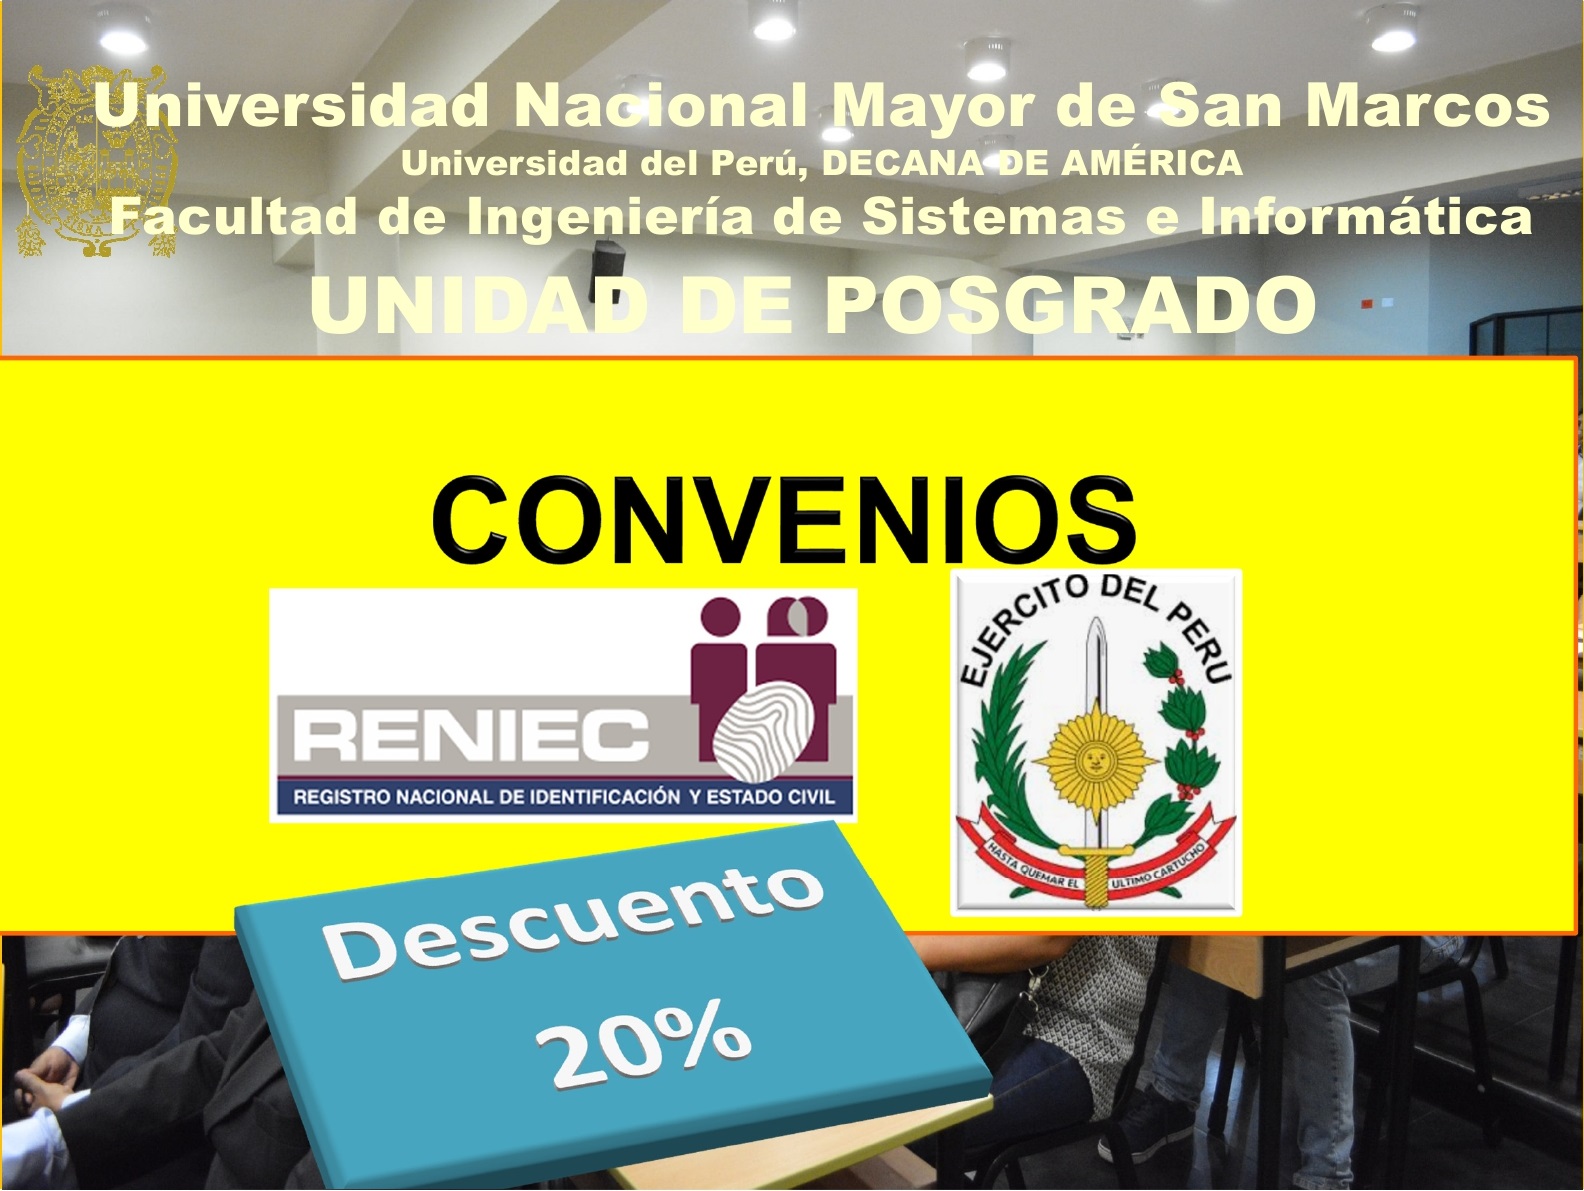 Universidad Nacional Mayor de San Marcos
Universidad del Perú, DECANA DE AMÉRICA
Facultad de Ingeniería de Sistemas e Informática
UNIDAD DE POSGRADO
CONVENIOS
RENIEC
REGISTRO NACIONAL DE IDENTIFICACIÓN Y ESTADO CIVIL
EJERCITO DEL PERU
HASTA QUEMAR EL ULTIMO CARTUCHO
Descuento
20%